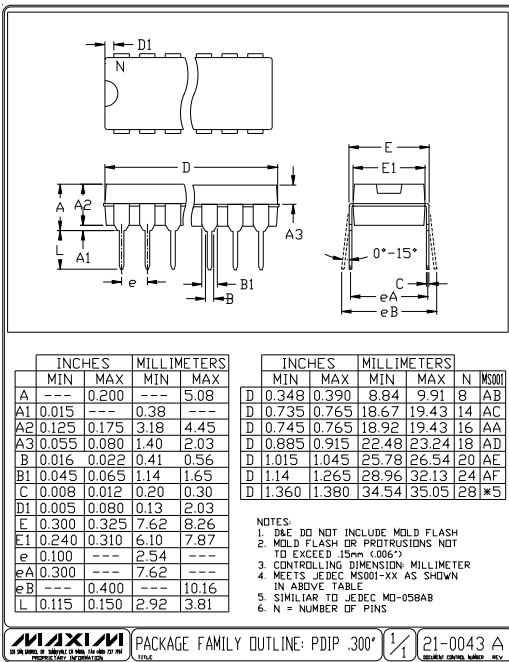 D1
N
D
E
E1
A
A2
A3
L
A1
0°-15°
e
B1
B
C
eA
eB
INCHES MILLIMETERS
MIN MAX MIN MAX
A --- 0.200 --- 5.08
A1 0.015 --- 0.38 ---
A2 0.125 0.175 3.18 4.45
A3 0.055 0.080 1.40 2.03
B 0.016 0.022 0.41 0.56
B1 0.045 0.065 1.14 1.65
C 0.008 0.012 0.20 0.30
D1 0.005 0.080 0.13 2.03
E 0.300 0.325 7.62 8.26
E1 0.240 0.310 6.10 7.87
e 0.100 --- 2.54 ---
eA 0.300 --- 7.62 ---
eB --- 0.400 --- 10.16
L 0.115 0.150 2.92 3.81
INCHES MILLIMETERS
MIN MAX MIN MAX N MS001
D 0.348 0.390 8.84 9.91 8 AB
D 0.735 0.765 18.67 19.43 14 AC
D 0.745 0.765 18.92 19.43 16 AA
D 0.885 0.915 22.48 23.24 18 AD
D 1.015 1.045 25.78 26.54 20 AE
D 1.14 1.265 28.96 32.13 24 AF
D 1.360 1.380 34.54 35.05 28 *5
NOTES:
1. D&E DO NOT INCLUDE MOLD FLASH
2. MOLD FLASH OR PROTRUSIONS NOT
TO EXCEED .15mm (.006")
3. CONTROLLING DIMENSION: MILLIMETER
4. MEETS JEDEC MS001-XX AS SHOWN
IN ABOVE TABLE
5. SIMILIAR TO JEDEC MO-058AB
6. N = NUMBER OF PINS
MAXIM
PROPRIETARY INFORMATION
PACKAGE FAMILY OUTLINE: PDIP .300"
TITLE
1/1
21-0043 A
DOCUMENT CONTROL NUMBER REV